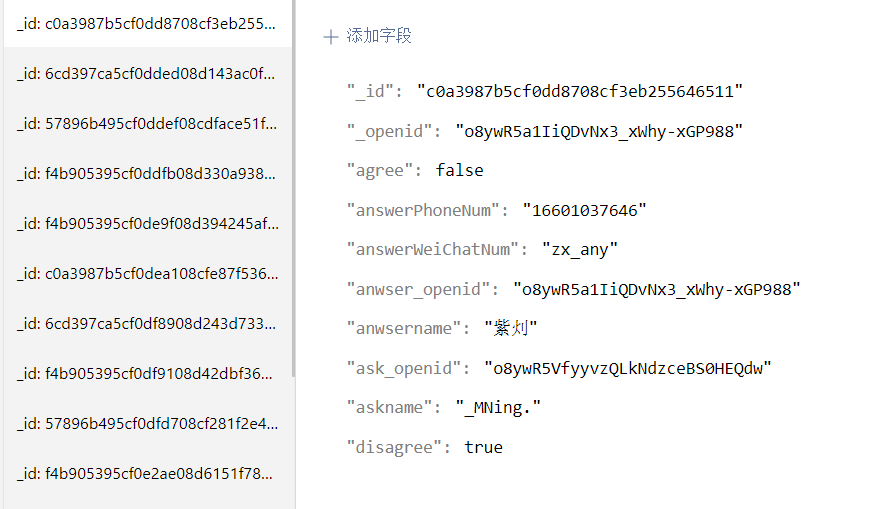 _id: c0a3987b5cf0dd8708cf3eb255...
_id: 6cd397ca5cf0dded08d143ac0f...
_id: 57896b495cf0ddef08cdface51f...
_id: f4b905395cf0ddfb08d330a938...
_id: f4b905395cf0de9f08d394245af...
_id: c0a3987b5cf0dea108cfe87f536...
_id: 6cd397ca5cf0df8908d243d733...
_id: f4b905395cf0df9108d42dbf36...
_id: 57896b495cf0dfd708cf281f2e4...
_id: f4b905395cf0e2ae08d6151f78...
+ 添加字段
"_id": "c0a3987b5cf0dd8708cf3eb255646511"
"_openid": "o8ywR5a1IiQDvNx3_xWhy-xGP988"
"agree": false
"answerPhoneNum": "16601037646"
"answerWeiChatNum": "zx_any"
"anwser_openid": "o8ywR5a1IiQDvNx3_xWhy-xGP988"
"anwsername": "紫灼"
"ask_openid": "o8ywR5VfyyvzQLkNdzceBS0HEQdw"
"askname": "_MNing."
"disagree": true